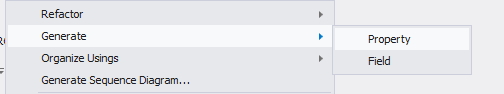 Refactor
Generate
Property
Organize Usings
Field
Generate Sequence Diagram...